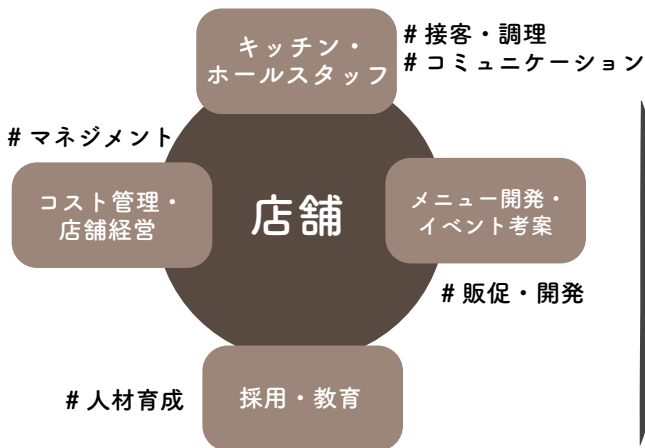 キッチン・
ホールスタッフ
# 接客・調理
# コミュニケーション
# マネジメント
コスト管理・
店舗経営
店舗
メニュー開発・
イベント考案
# 販促・開発
# 人材育成
採用・教育